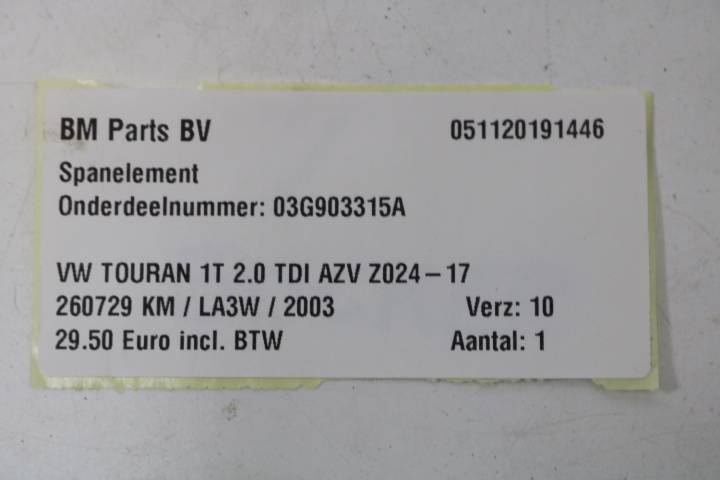 BM Parts BV 051120191446
Spanelement
Onderdeelnummer: 03G903315A
VW TOURAN 1T 2.0 TDI AZV Z024-17
260729 KM / LA3W / 2003 Verz: 10
29.50 Euro incl. BTW Aantal: 1